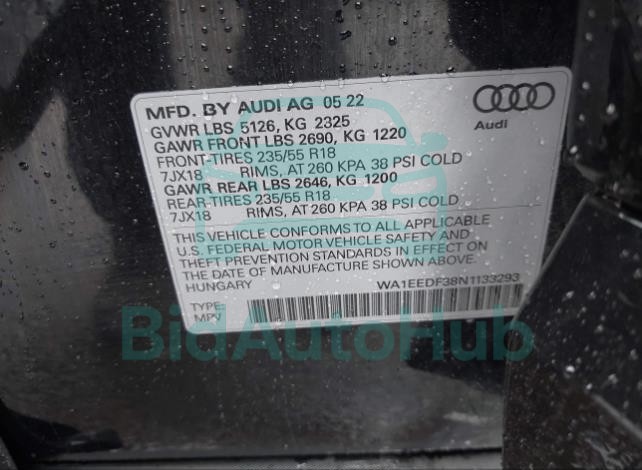 MFD. BY AUDI AG 05 22
GVWR LBS 5126, KG 2325
GAWR FRONT LBS 2690, KG 1220
FRONT-TIRES 235/55 R18
7JX18 RIMS, AT 260 KPA 38 PSI COLD
GAWR REAR LBS 2646, KG 1200
REAR-TIRES 235/55 R18
7JX18 RIMS, AT 260 KPA 38 PSI COLD
THIS VEHICLE CONFORMS TO ALL APPLICABLE
U.S. FEDERAL MOTOR VEHICLE SAFETY AND
THEFT PREVENTION STANDARDS IN EFFECT ON
THE DATE OF MANUFACTURE SHOWN ABOVE.
HUNGARY WA1EEDF38N1133293
TYPE:
MPV
Audi
BidAutoHub